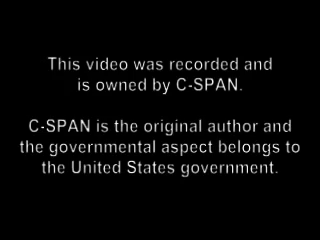 This video was recorded and
is owned by C-SPAN.
C-SPAN is the original author and
the governmental aspect belongs to
the United States government.